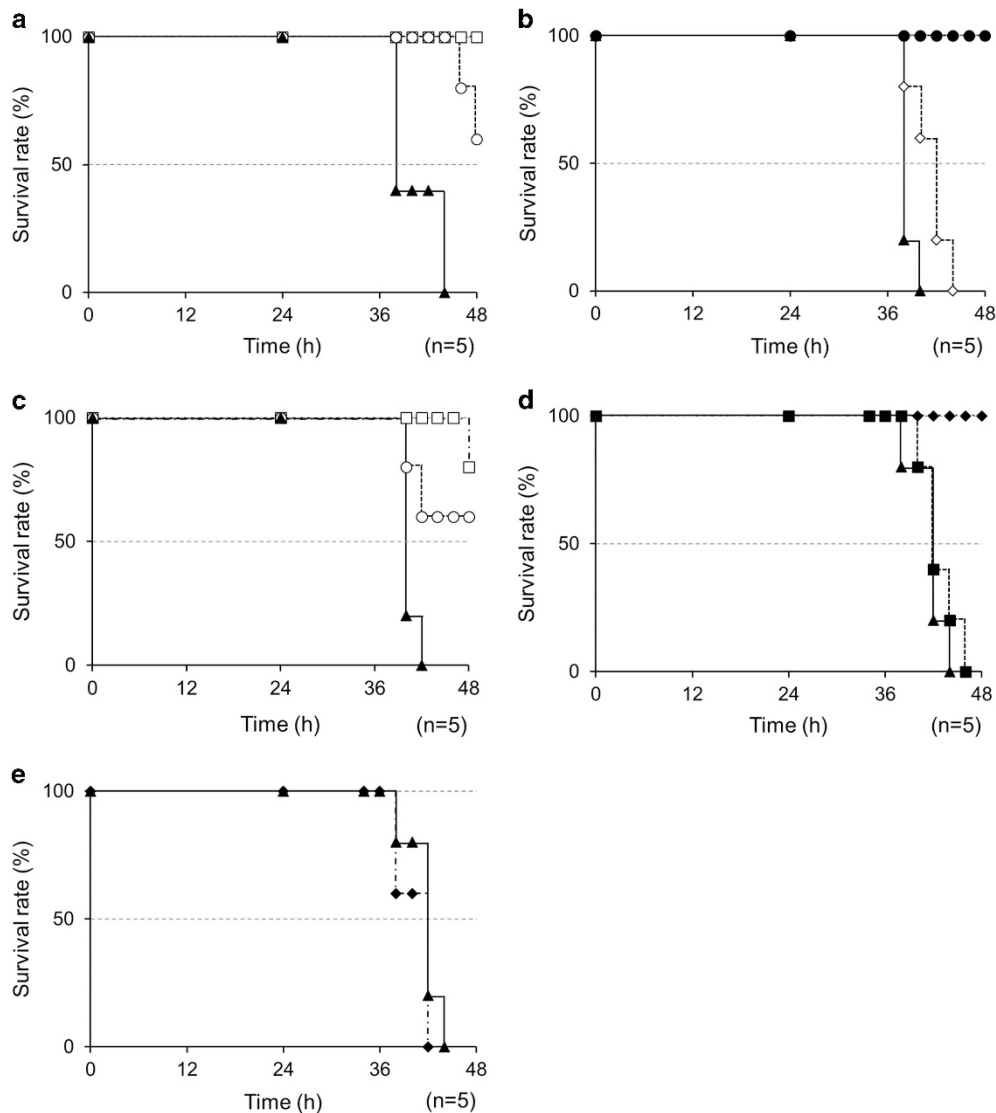 a
100
50
0
Survival rate (%)
0 12 24 36 48
Time (h) (n=5)
b
100
50
0
Survival rate (%)
0 12 24 36 48
Time (h) (n=5)
c
100
50
0
Survival rate (%)
0 12 24 36 48
Time (h) (n=5)
d
100
50
0
Survival rate (%)
0 12 24 36 48
Time (h) (n=5)
e
100
50
0
Survival rate (%)
0 12 24 36 48
Time (h) (n=5)